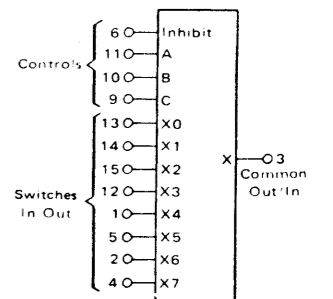 6 Inhibit
11 A
Controls
10 B
9 C
13 X0
14 X1
15 X2
X 3
Common
Out/In
12 X3
Switches
In Out
1 X4
5 X5
2 X6
4 X7